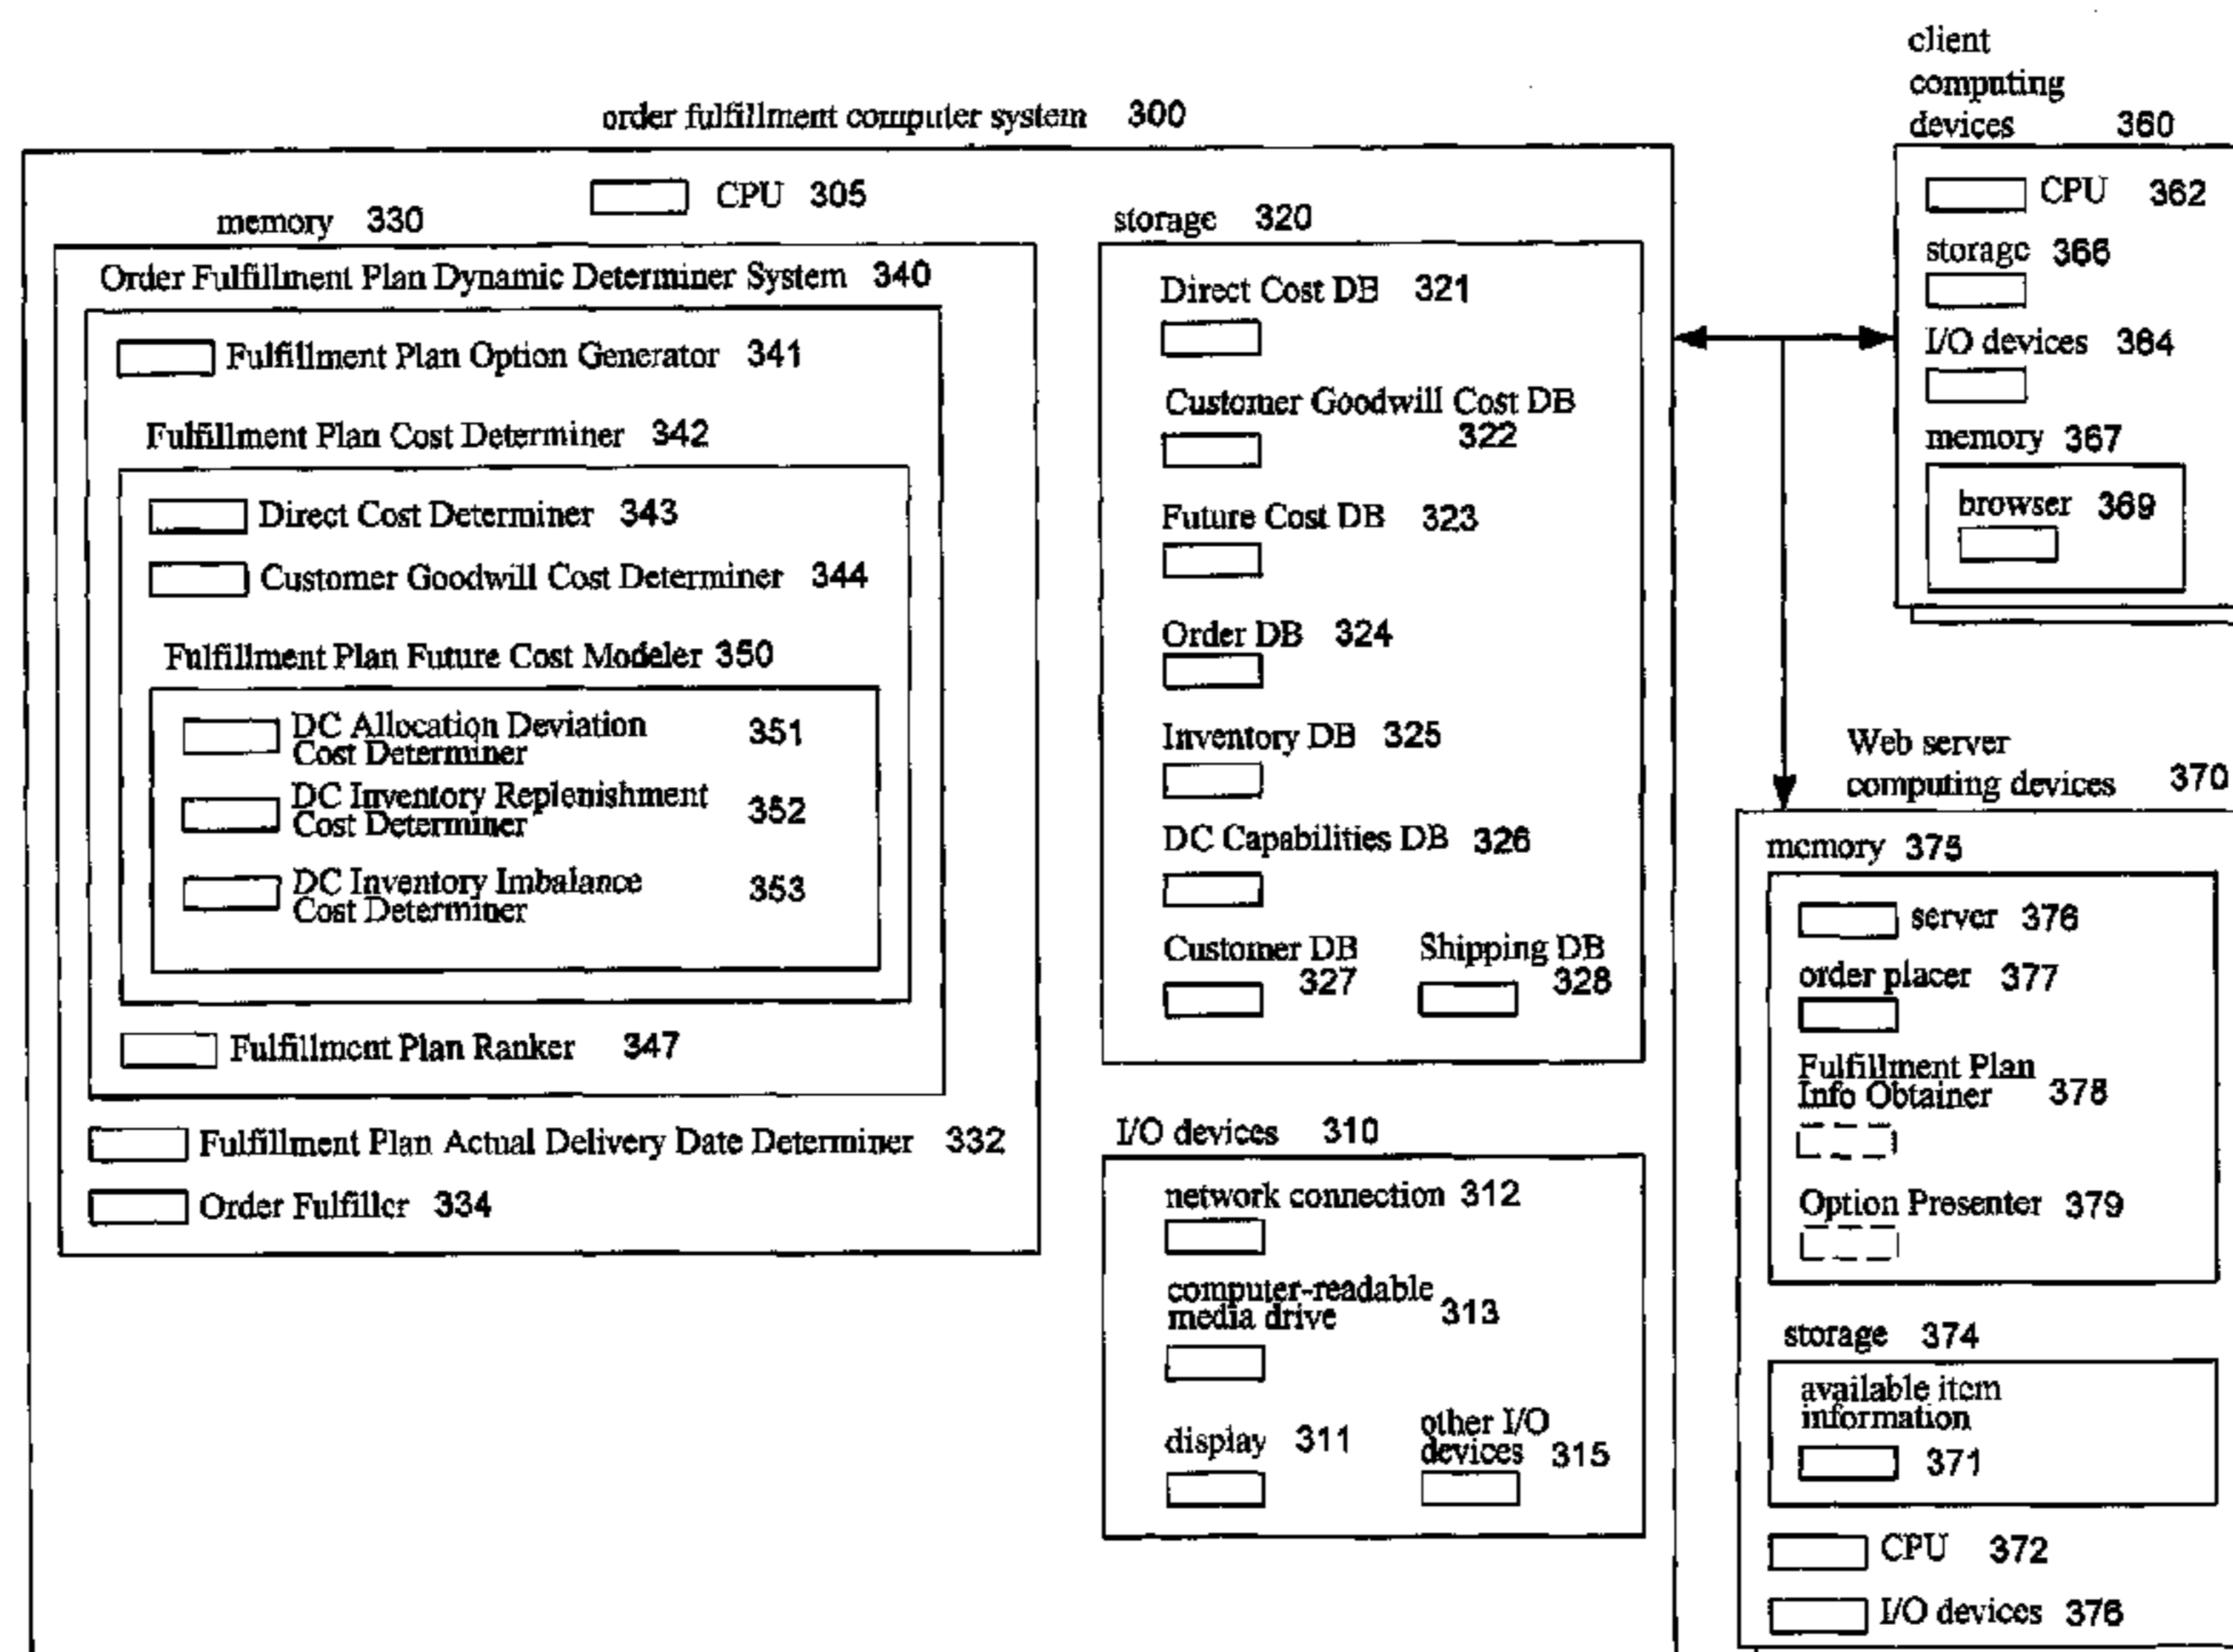 order fulfillment computer system 300
CPU 305
memory 330
Order Fulfillment Plan Dynamic Determiner System 340
Fulfillment Plan Option Generator 341
Fulfillment Plan Cost Determiner 342
Direct Cost Determiner 343
Customer Goodwill Cost Determiner 344
Fulfillment Plan Future Cost Modeler 350
DC Allocation Deviation 351
Cost Determiner
DC Inventory Replenishment 352
Cost Determiner
DC Inventory Imbalance 353
Cost Determiner
Fulfillment Plan Ranker 347
Fulfillment Plan Actual Delivery Date Determiner 332
Order Fulfiller 334
storage 320
Direct Cost DB 321
Customer Goodwill Cost DB
322
Future Cost DB 323
Order DB 324
Inventory DB 325
DC Capabilities DB 326
Customer DB
327
Shipping DB
328
I/O devices 310
network connection 312
computer-readable
media drive 313
display 311
other I/O
devices 315
client
computing
devices 360
CPU 362
storage 366
I/O devices 364
memory 367
browser 369
Web server
computing devices 370
memory 375
server 376
order placer 377
Fulfillment Plan
Info Obtainer 378
Option Presenter 379
storage 374
available item
information
371
CPU 372
I/O devices 376